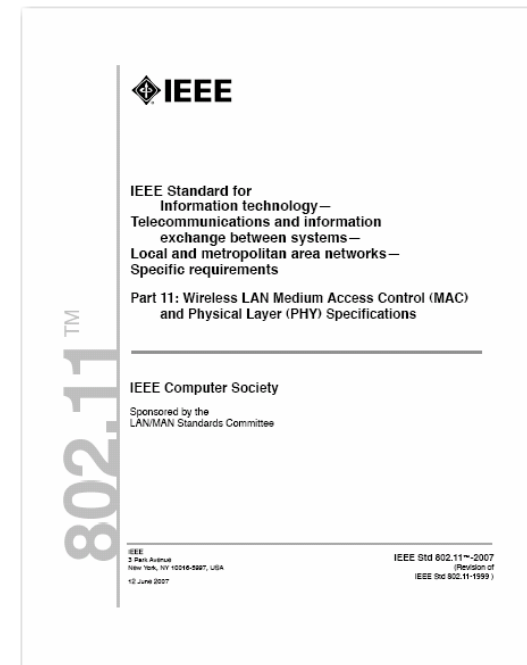 IEEE
IEEE Standard for
Information technology—
Telecommunications and information
exchange between systems—
Local and metropolitan area networks—
Specific requirements
Part 11: Wireless LAN Medium Access Control (MAC)
and Physical Layer (PHY) Specifications
802.11™
IEEE Computer Society
Sponsored by the
LAN/MAN Standards Committee
IEEE
3 Park Avenue
New York, NY 10016-5997, USA
12 June 2007
IEEE Std 802.11™-2007
(Revision of
IEEE Std 802.11-1999 )